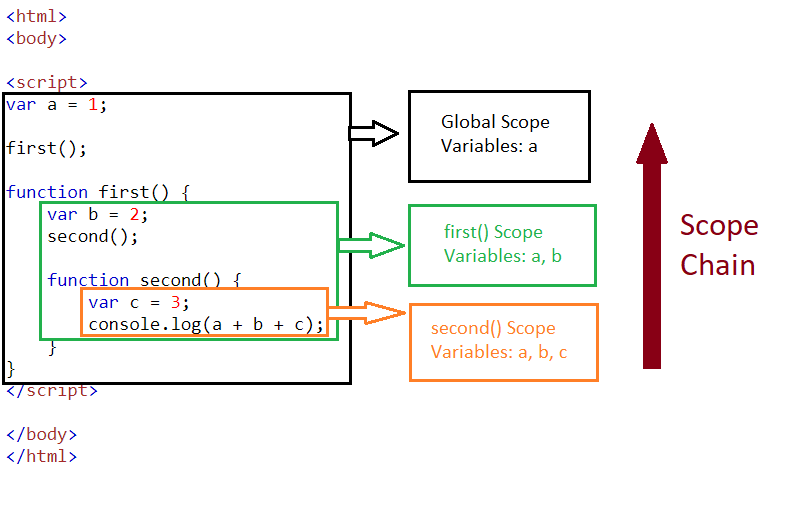 <html>
<body>
<script>
var a = 1;
first();
function first() {
var b = 2;
second();
function second() {
var c = 3;
console.log(a + b + c);
}
}
</script>
</body>
</html>
Global Scope
Variables: a
first() Scope
Variables: a, b
second() Scope
Variables: a, b, c
Scope
Chain